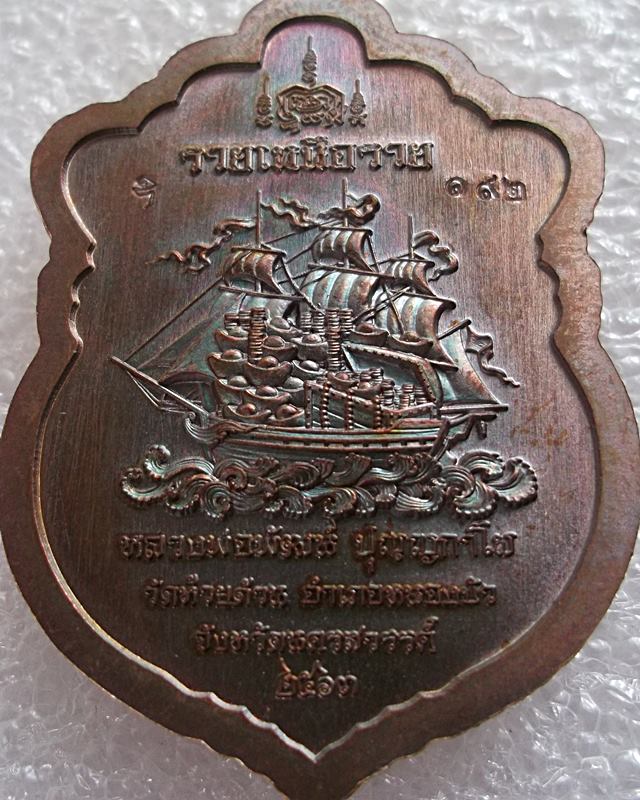 รวยเหนือรวย
๑๙๒
หลวงพ่อพัฒน์ ปุญฺญกาโม
วัดห้วยด้วน อำเภอหนองบัว
จังหวัดนครสวรรค์
๒๕๖๓